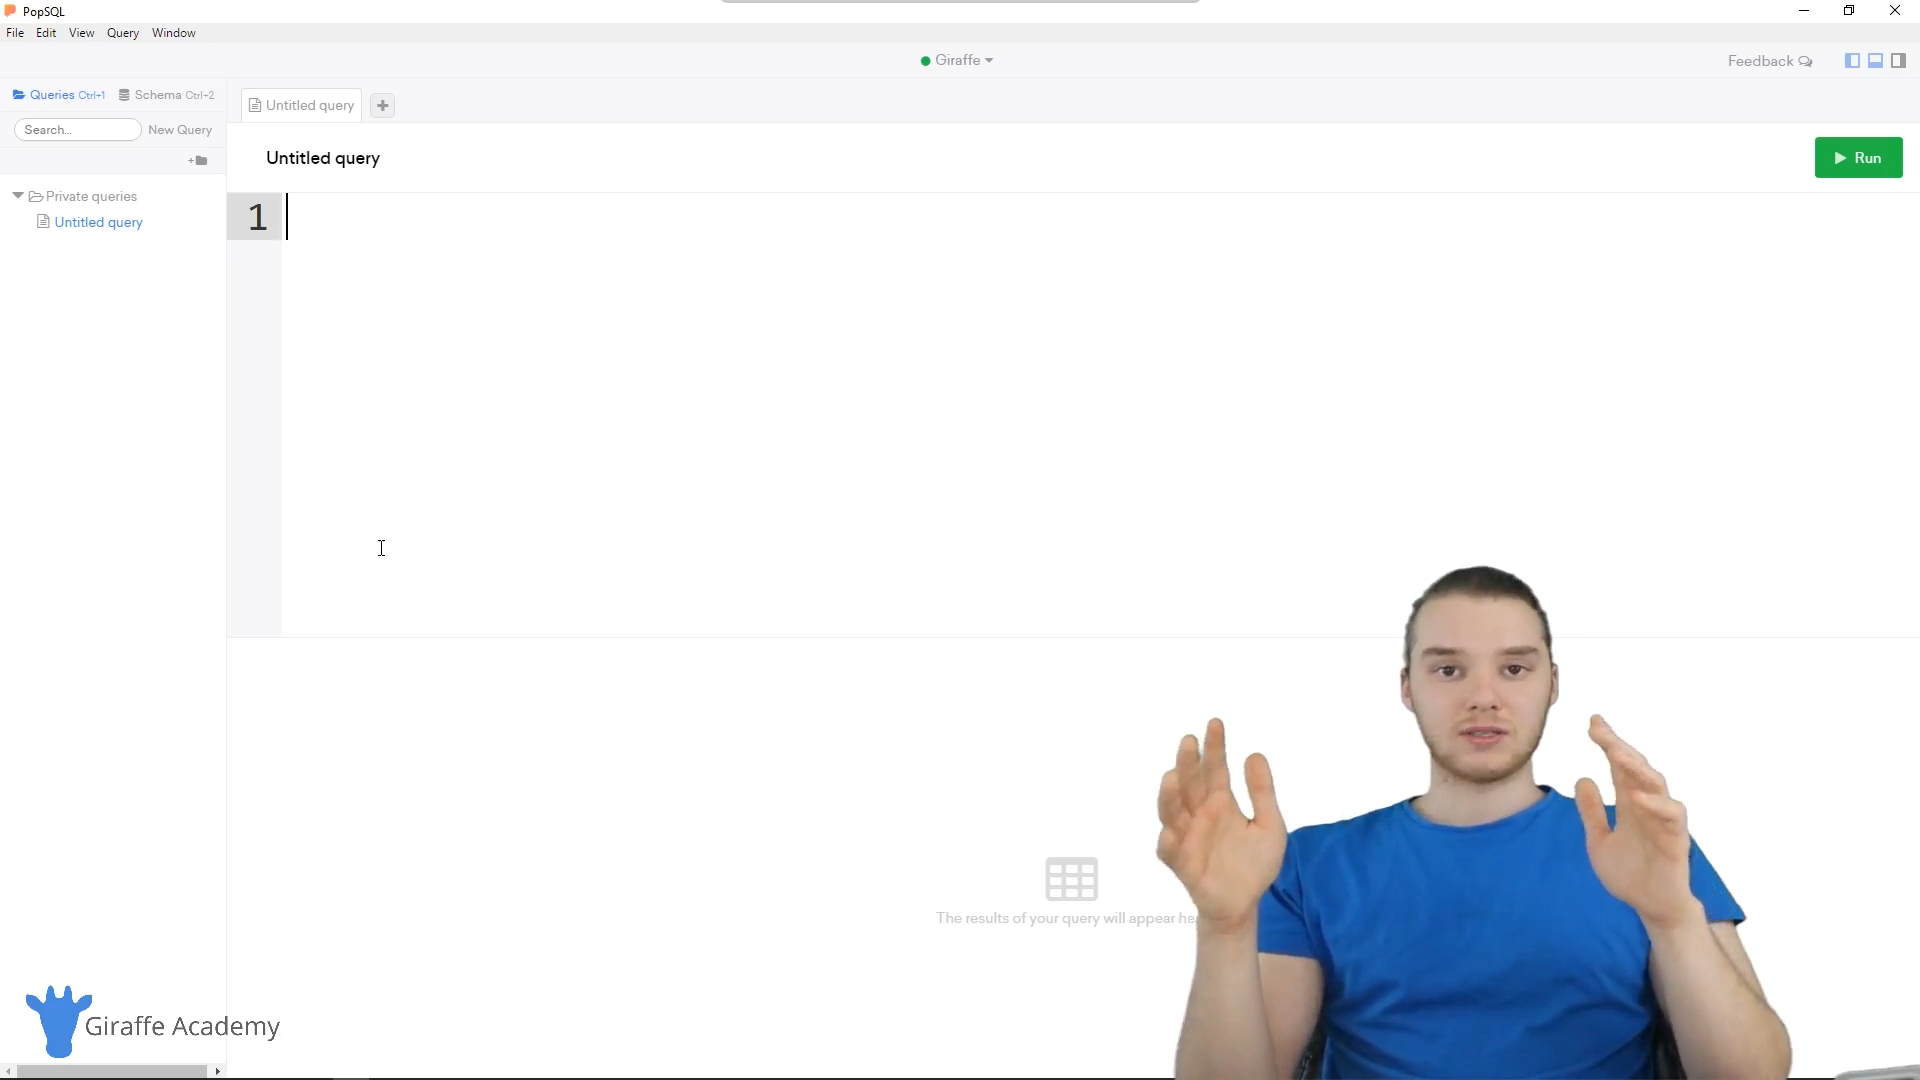 PopSQL
File Edit View Query Window
Giraffe
Feedback
Queries Ctrl+1 Schema Ctrl+2
Untitled query
Search...
New Query
Untitled query
Run
Private queries
Untitled query
1
The results of your query will appear
Giraffe Academy